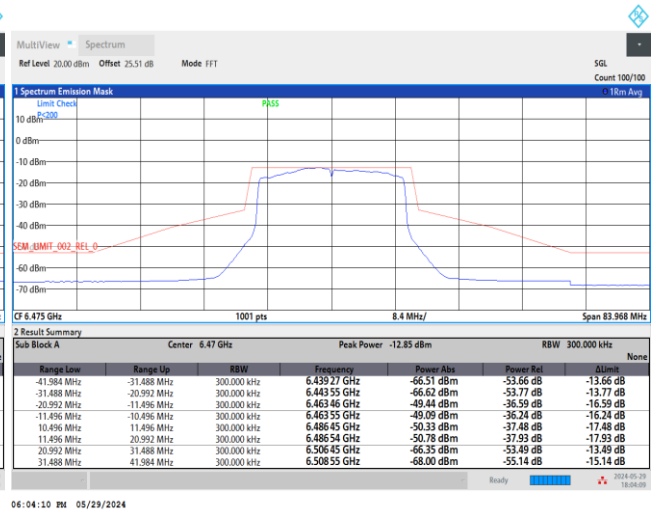 MultiView Spectrum
Ref Level 20.00 dBm Offset 25.51 dB Mode FFT SGL
Count 100/100
1 Spectrum Emission Mask 1Rm Avg
Limit Check PASS
P<200
10 dBm
0 dBm
-10 dBm
-20 dBm
-30 dBm
-40 dBm
SEM_LIMIT_002_REL_0
-60 dBm
-70 dBm
CF 6.475 GHz 1001 pts 8.4 MHz/ Span 83.968 MHz
2 Result Summary
Sub Block A Center 6.47 GHz Peak Power -12.85 dBm RBW 300.000 kHz
None
Range Low Range Up RBW Frequency Power Abs Power Rel ΔLimit
-41.984 MHz -31.488 MHz 300.000 kHz 6.439 27 GHz -66.51 dBm -53.66 dB -13.66 dB
-31.488 MHz -20.992 MHz 300.000 kHz 6.443 55 GHz -66.62 dBm -53.77 dB -13.77 dB
-20.992 MHz -11.496 MHz 300.000 kHz 6.463 46 GHz -49.44 dBm -36.59 dB -16.59 dB
-11.496 MHz -10.496 MHz 300.000 kHz 6.463 55 GHz -49.09 dBm -36.24 dB -16.24 dB
10.496 MHz 11.496 MHz 300.000 kHz 6.486 45 GHz -50.33 dBm -37.48 dB -17.48 dB
11.496 MHz 20.992 MHz 300.000 kHz 6.486 54 GHz -50.78 dBm -37.93 dB -17.93 dB
20.992 MHz 31.488 MHz 300.000 kHz 6.506 45 GHz -66.35 dBm -53.49 dB -13.49 dB
31.488 MHz 41.984 MHz 300.000 kHz 6.508 55 GHz -68.00 dBm -55.14 dB -15.14 dB
Ready 2024-05-29
18:04:09
06:04:10 PM 05/29/2024